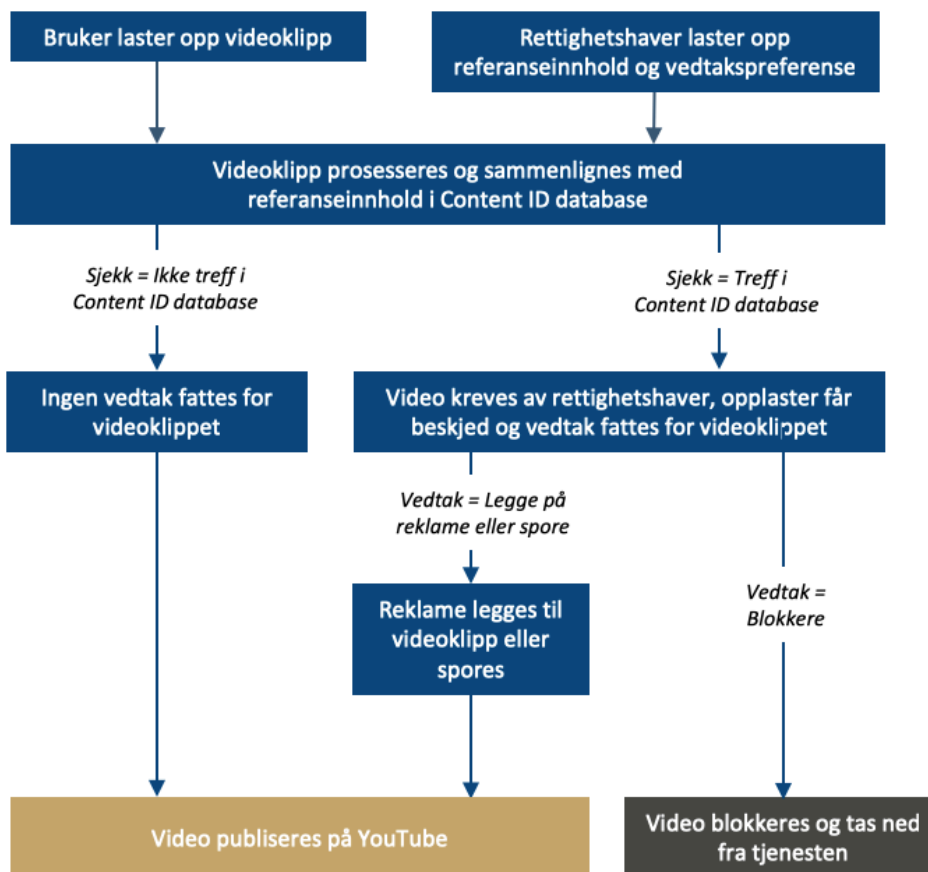 Bruker laster opp videoklipp
Rettighetshaver laster opp
referanseinnhold og vedtakspreferense
Videoklipp prosesseres og sammenlignes med
referanseinnhold i Content ID database
Sjekk = Ikke treff i
Content ID database
Sjekk = Treff i
Content ID database
Ingen vedtak fattes for
videoklippet
Video kreves av rettighetshaver, opplaster får
beskjed og vedtak fattes for videoklippet
Vedtak = Legge på
reklame eller spore
Vedtak =
Blokkere
Reklame legges til
videoklipp eller
spores
Video publiseres på YouTube
Video blokkeres og tas ned
fra tjenesten